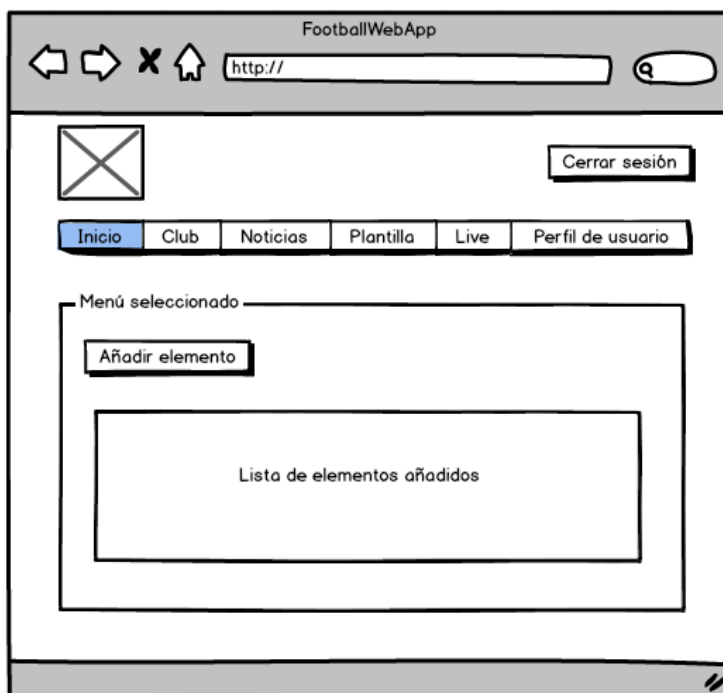 FootballWebApp
http://
Cerrar sesión
Inicio Club Noticias Plantilla Live Perfil de usuario
Menú seleccionado
Añadir elemento
Lista de elementos añadidos